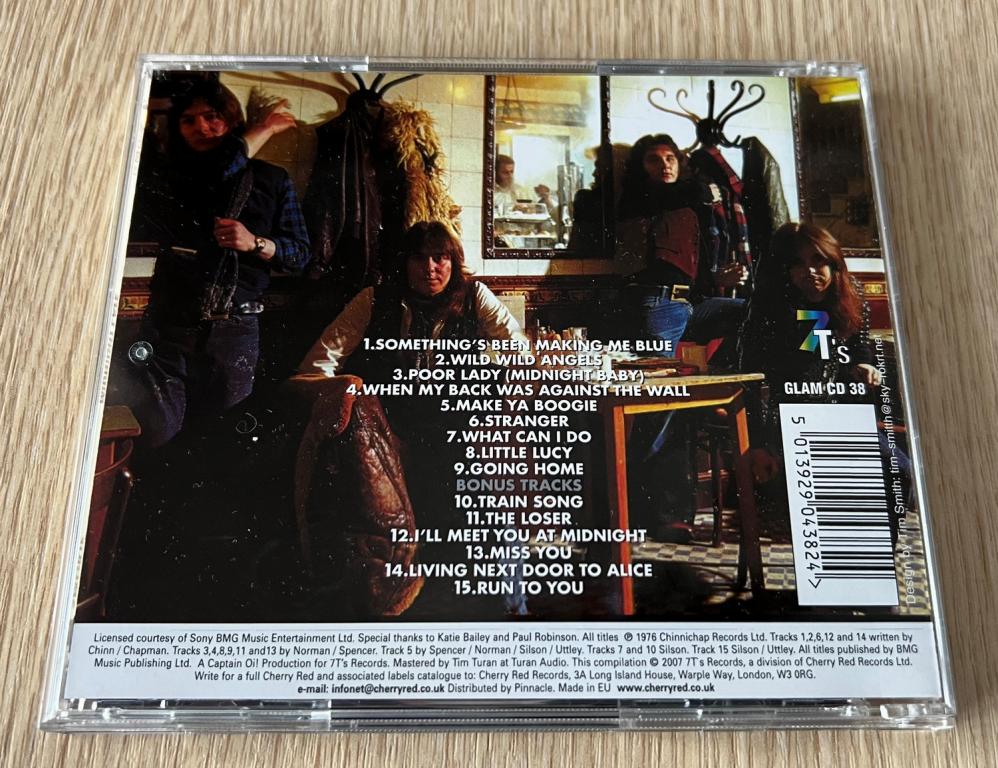 1.SOMETHING'S BEEN MAKING ME BLUE
2.WILD WILD ANGELS
3.POOR LADY (MIDNIGHT BABY)
4.WHEN MY BACK WAS AGAINST THE WALL
5.MAKE YA BOOGIE
6.STRANGER
7.WHAT CAN I DO
8.LITTLE LUCY
9.GOING HOME
BONUS TRACKS
10.TRAIN SONG
11.THE LOSER
12.I'LL MEET YOU AT MIDNIGHT
13.MISS YOU
14.LIVING NEXT DOOR TO ALICE
15.RUN TO YOU
7T'S
GLAM CD 38
5 013929 043824 >
Design by Tim Smith: tim-smitth@sky-rokit.net
Licensed courtesy of Sony BMG Music Entertainment Ltd. Special thanks to Katie Bailey and Paul Robinson. All titles ℗ 1976 Chinnichap Records Ltd. Tracks 1,2,6,12 and 14 written by
Chinn / Chapman. Tracks 3,4,8,9,11 and13 by Norman / Spencer. Track 5 by Spencer / Norman / Silson / Uttley. Tracks 7 and 10 Silson. Track 15 Silson / Uttley. All titles published by BMG
Music Publishing Ltd. A Captain Oi! Production for 7T's Records. Mastered by Tim Turan at Turan Audio. This compilation © 2007 7T's Records, a division of Cherry Red Records Ltd.
Write for a full Cherry Red and associated labels catalogue to: Cherry Red Records, 3A Long Island House, Warple Way, London, W3 0RG.
e-mail: infonet@cherryred.co.uk Distributed by Pinnacle. Made in EU www.cherryred.co.uk